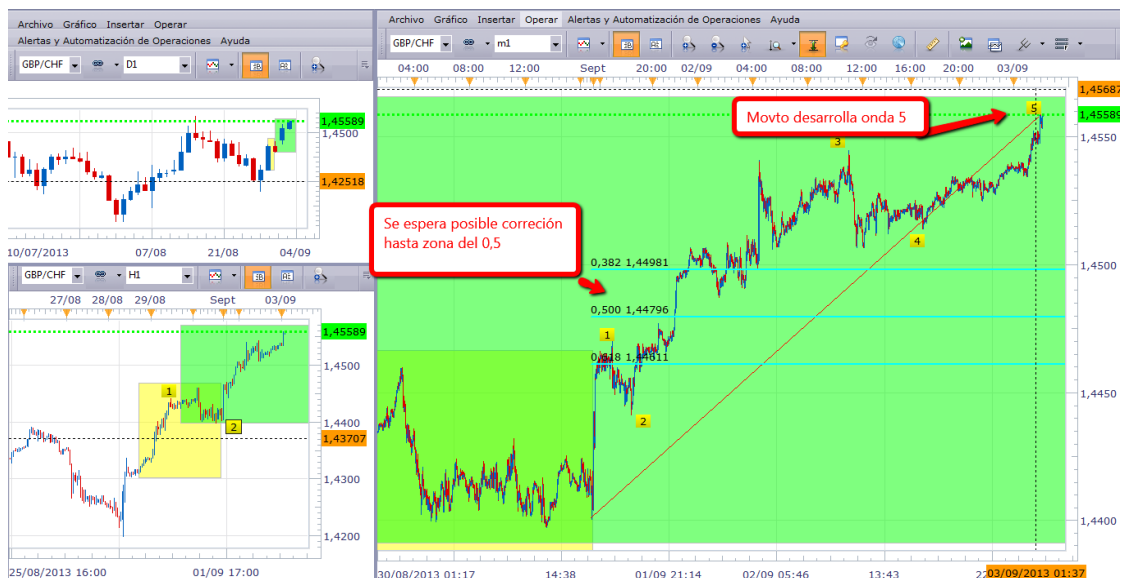 Archivo Gráfico Insertar Operar
Alertas y Automatización de Operaciones Ayuda
GBP/CHF D1
1,45589
1,4500
1,42518
10/07/2013 07/08 21/08 04/09
GBP/CHF H1
27/08 28/08 29/08 Sept 03/09
1,45589
1,4500
1
1,4400
2
1,43707
1,4300
1,4200
25/08/2013 16:00 01/09 17:00
Archivo Gráfico Insertar Operar Alertas y Automatización de Operaciones Ayuda
GBP/CHF m1
04:00 08:00 12:00 Sept 20:00 02/09 04:00 08:00 12:00 16:00 20:00 03/09
1,45687
Movto desarrolla onda 5
5
1,45589
1,45500
3
Se espera posible correción
hasta zona del 0,5
4
0,382 1,44981
1,4500
0,500 1,44796
1
0,618 1,44611
1,4450
2
1,4400
30/08/2013 01:17 14:38 01/09 21:14 02/09 05:46 13:43 03/09/2013 01:37